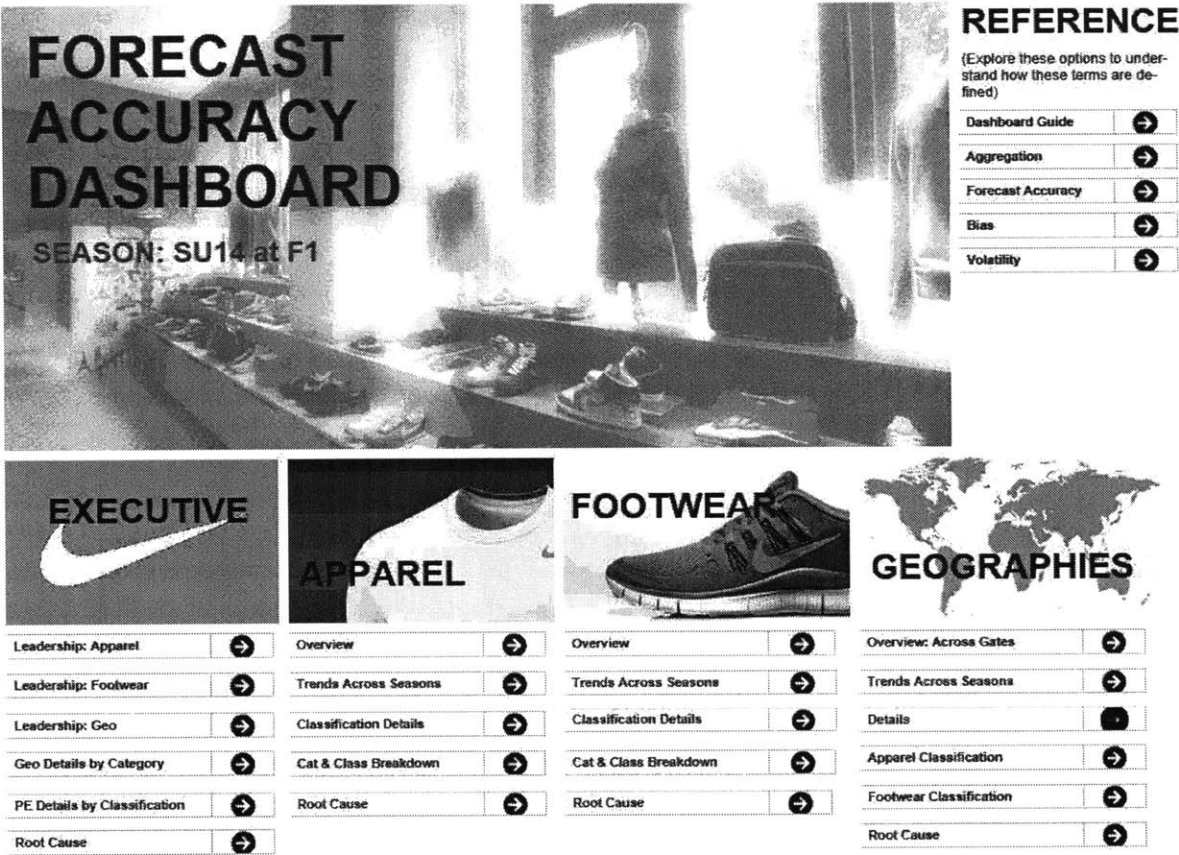 FORECAST
ACCURACY
DASHBOARD
SEASON: SU14 at F1
REFERENCE
(Explore these options to under-
stand how these terms are de-
fined)
Dashboard Guide
Aggregation
Forecast Accuracy
Bias
Volatility
EXECUTIVE
Leadership: Apparel
Leadership: Footwear
Leadership: Geo
Geo Details by Category
PE Details by Classification
Root Cause
APPAREL
Overview
Trends Across Seasons
Classification Details
Cat & Class Breakdown
Root Cause
FOOTWEAR
Overview
Trends Across Seasons
Classification Details
Cat & Class Breakdown
Root Cause
GEOGRAPHIES
Overview: Across Gates
Trends Across Seasons
Details
Apparel Classification
Footwear Classification
Root Cause